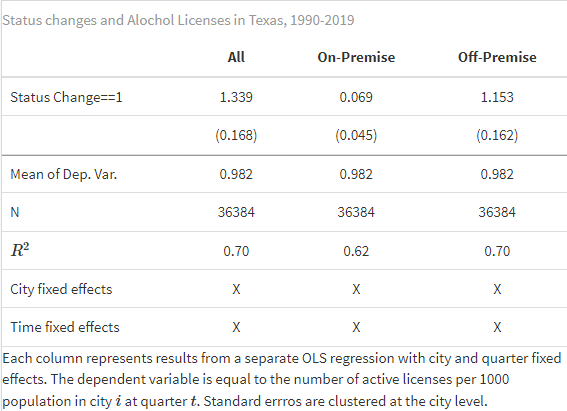 Status changes and Alochol Licenses in Texas, 1990-2019
All On-Premise Off-Premise
Status Change==1 1.339 0.069 1.153
(0.168) (0.045) (0.162)
Mean of Dep. Var. 0.982 0.982 0.982
N 36384 36384 36384
R² 0.70 0.62 0.70
City fixed effects X X X
Time fixed effects X X X
Each column represents results from a separate OLS regression with city and quarter fixed
effects. The dependent variable is equal to the number of active licenses per 1000
population in city i at quarter t. Standard errros are clustered at the city level.